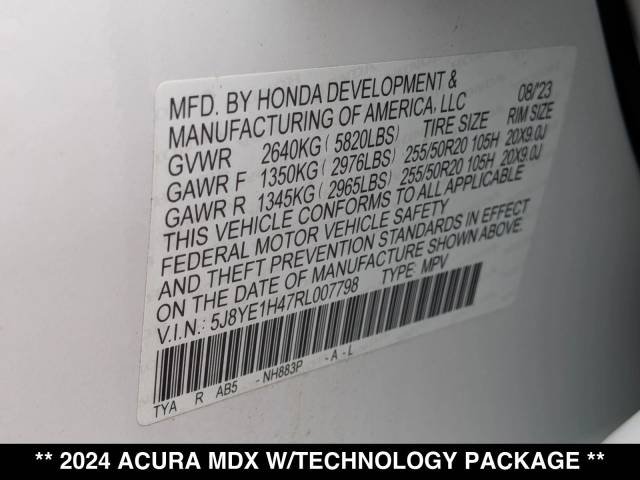 MFD. BY HONDA DEVELOPMENT & 08/'23
MANUFACTURING OF AMERICA, LLC
GVWR 2640KG ( 5820LBS) TIRE SIZE RIM SIZE
GAWR F 1350KG ( 2976LBS) 255/50R20 105H 20X9.0J
GAWR R 1345KG ( 2965LBS) 255/50R20 105H 20X9.0J
THIS VEHICLE CONFORMS TO ALL APPLICABLE
FEDERAL MOTOR VEHICLE SAFETY
AND THEFT PREVENTION STANDARDS IN EFFECT
ON THE DATE OF MANUFACTURE SHOWN ABOVE.
V.I.N.: 5J8YE1H47RL007798 TYPE: MPV
TYA R AB5 - NH883P - A - L
** 2024 ACURA MDX W/TECHNOLOGY PACKAGE **